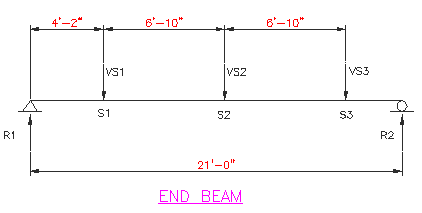 4'-2" 6'-10" 6'-10"
VS1 VS2 VS3
S1 S2 S3
R1 R2
21'-0"
END BEAM